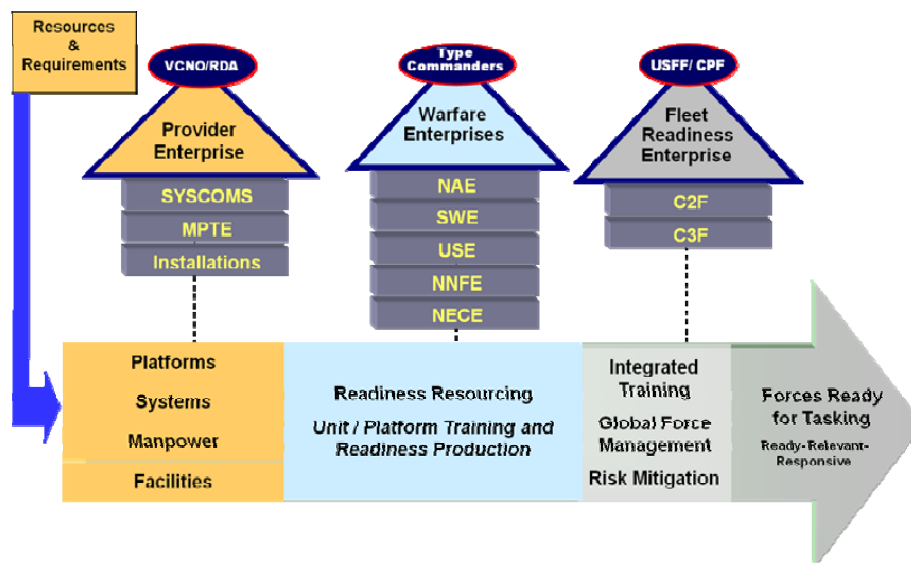 Resources
&
Requirements
VCNO/RDA
Provider
Enterprise
SYSCOMS
MPTE
Installations
Type
Commanders
Warfare
Enterprises
NAE
SWE
USE
NNFE
NECE
USFF/ CPF
Fleet
Readiness
Enterprise
C2F
C3F
Platforms
Systems
Manpower
Facilities
Readiness Resourcing
Unit / Platform Training and
Readiness Production
Integrated
Training
Global Force
Management
Risk Mitigation
Forces Ready
for Tasking
Ready-Relevant-
Responsive